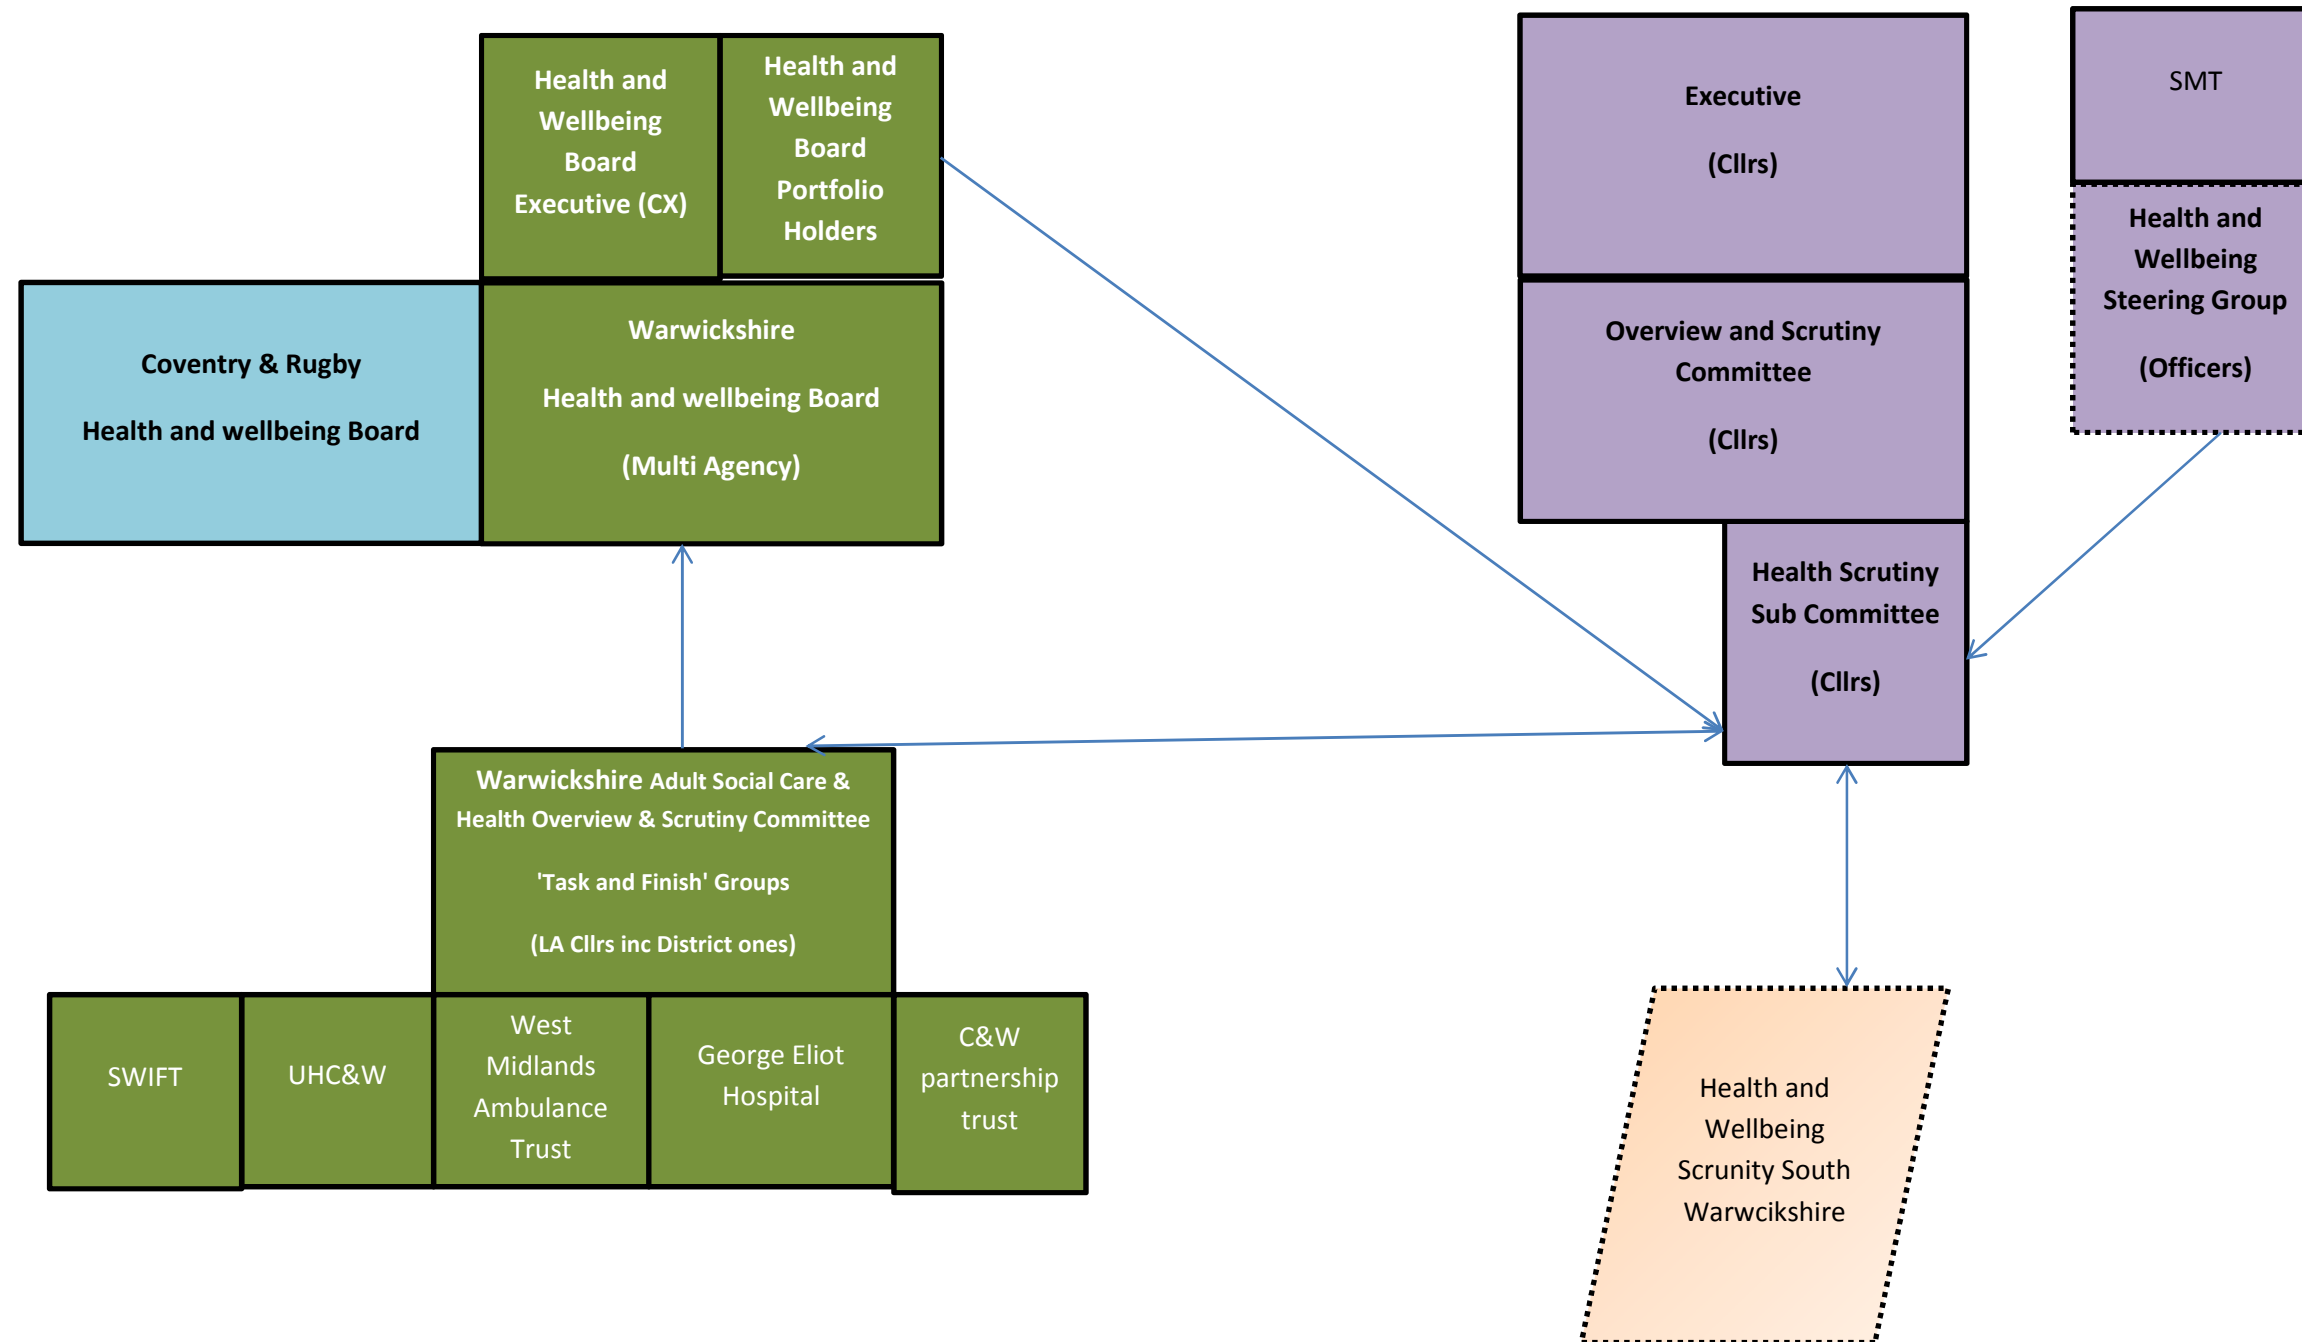 Health and
Wellbeing
Board
Executive (CX)
Health and
Wellbeing
Board
Portfolio
Holders
Executive
(Cllrs)
SMT
Health and
Wellbeing
Steering Group
(Officers)
Coventry & Rugby
Health and wellbeing Board
Warwickshire
Health and wellbeing Board
(Multi Agency)
Overview and Scrutiny
Committee
(Cllrs)
Health Scrutiny
Sub Committee
(Cllrs)
Warwickshire Adult Social Care &
Health Overview & Scrutiny Committee
'Task and Finish' Groups
(LA Cllrs inc District ones)
SWIFT
UHC&W
West
Midlands
Ambulance
Trust
George Eliot
Hospital
C&W
partnership
trust
Health and
Wellbeing
Scrunity South
Warwcikshire